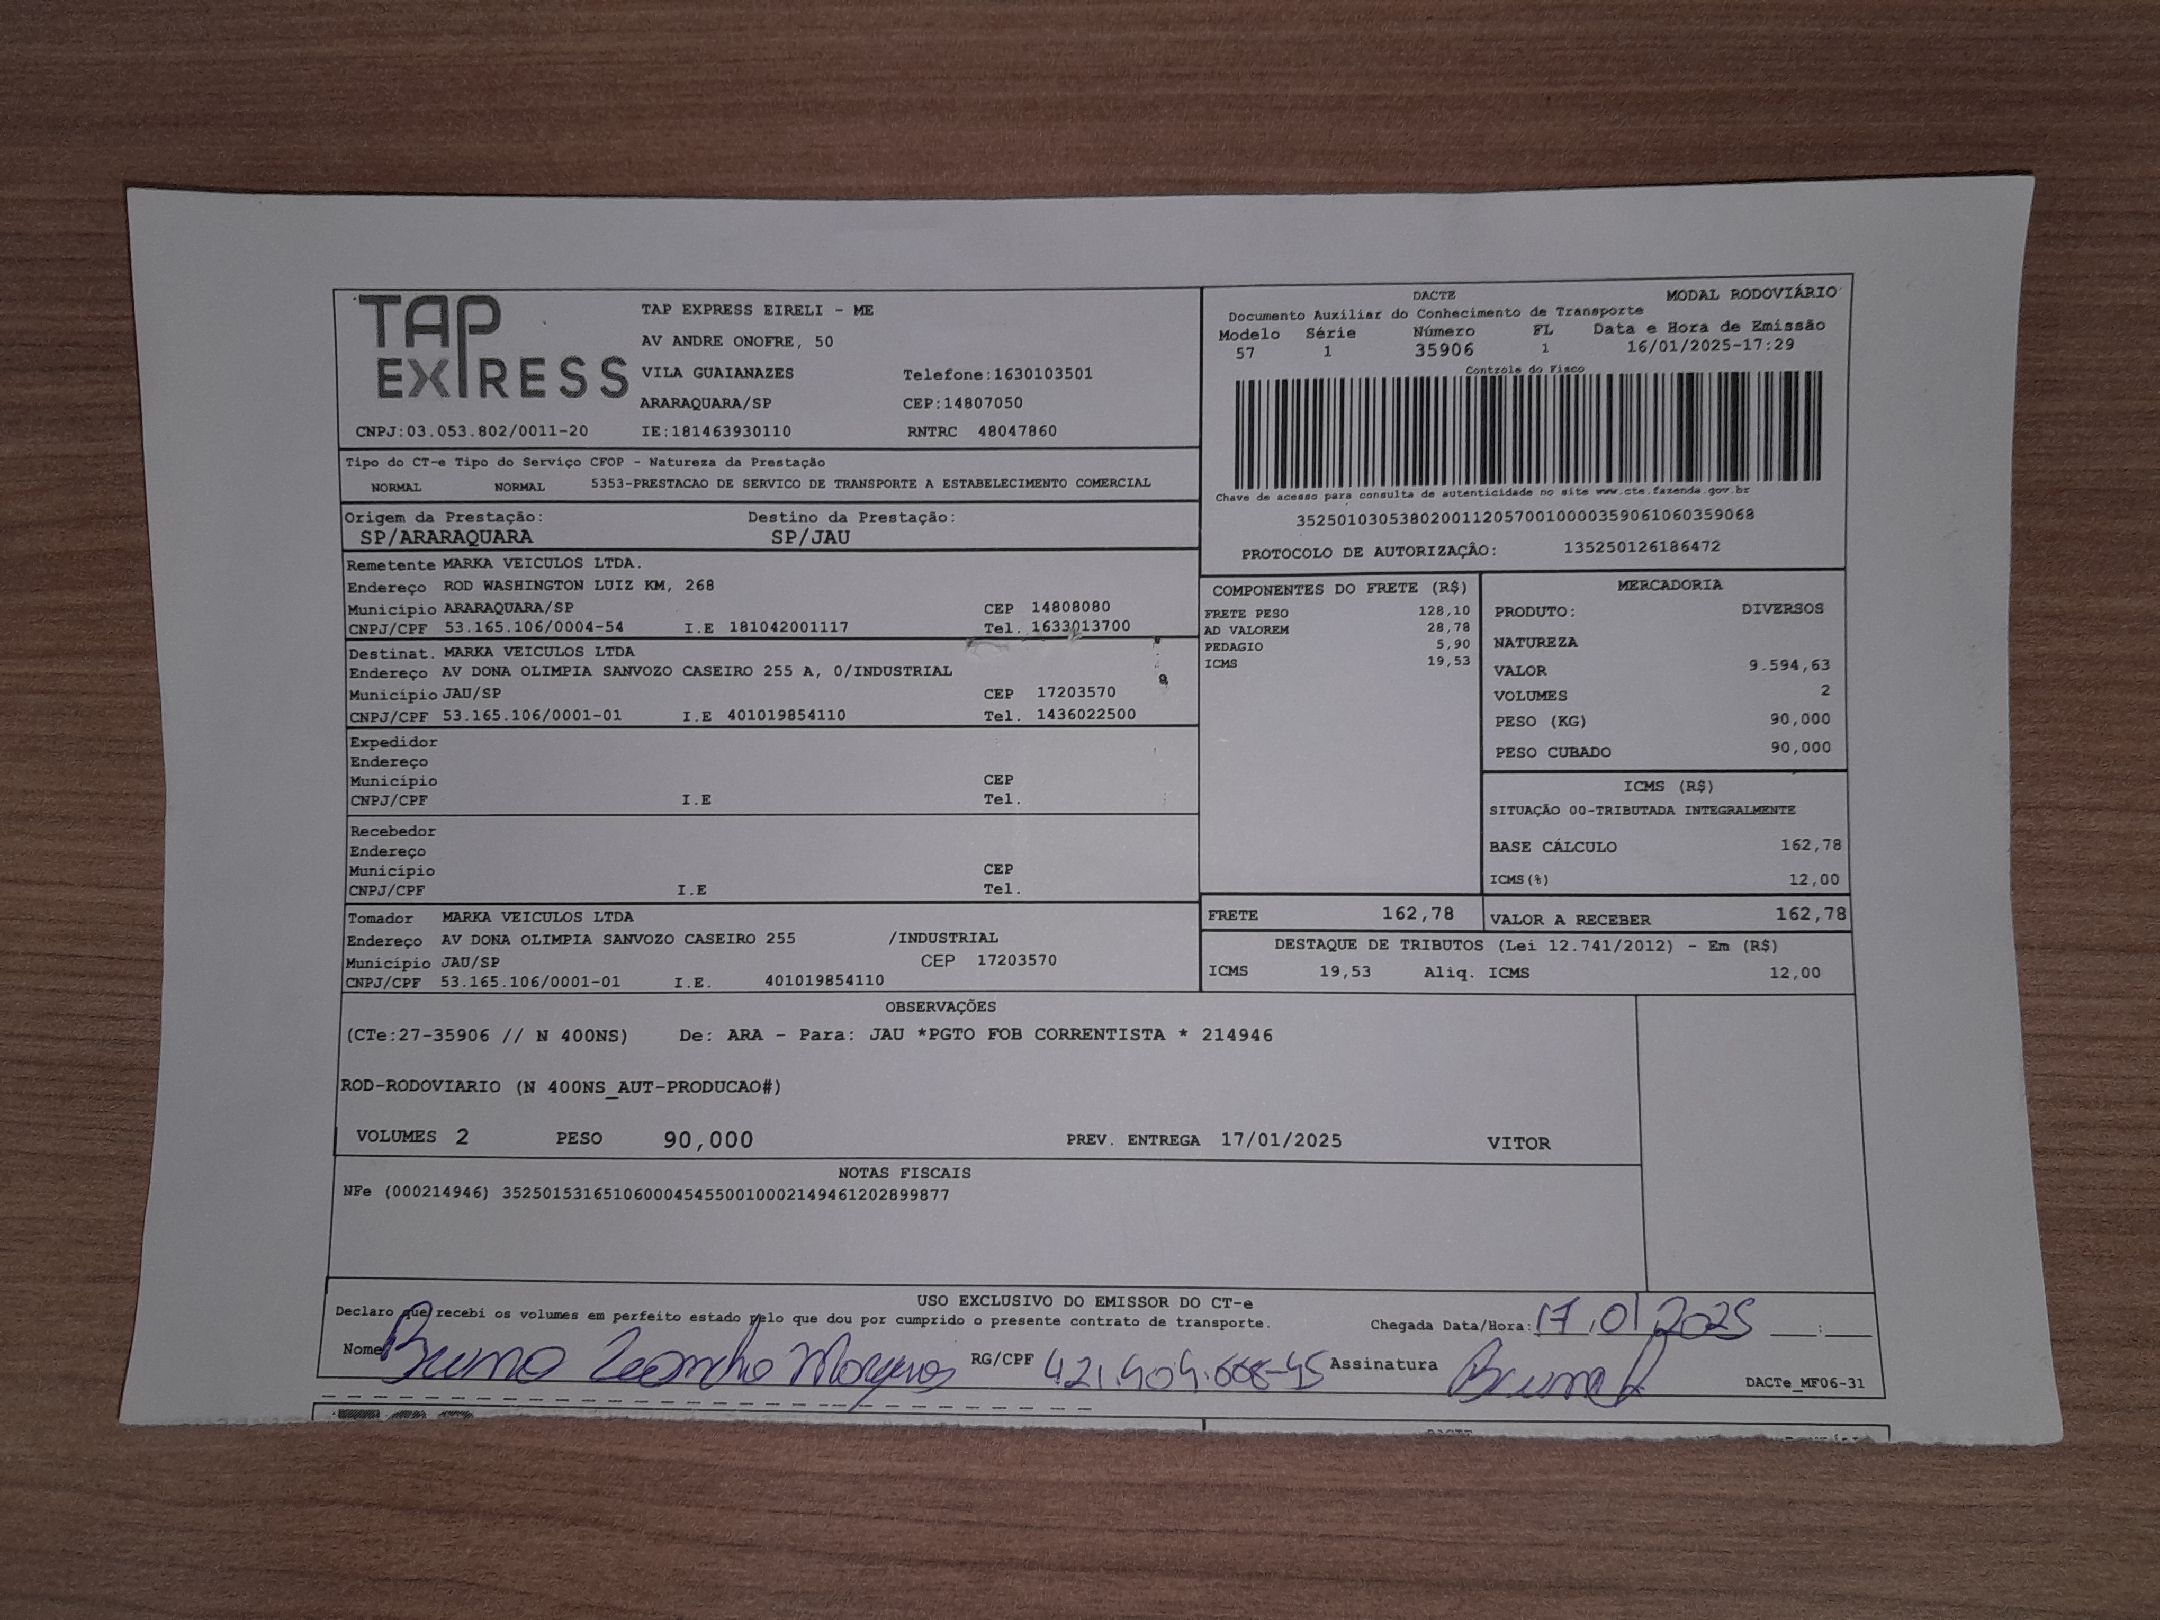 TAP EXPRESS
TAP EXPRESS EIRELI - ME
AV ANDRE ONOFRE, 50
VILA GUAIANAZES Telefone:1630103501
ARARAQUARA/SP CEP:14807050
CNPJ:03.053.802/0011-20 IE:181463930110 RNTRC 48047860
DACTE MODAL RODOVIÁRIO
Documento Auxiliar do Conhecimento de Transporte
Modelo Série Número FL Data e Hora de Emissão
57 1 35906 1 16/01/2025-17:29
Controle do Fisco
Chave de acesso para consulta de autenticidade no site www.cte.fazenda.gov.br
35250103053802001120570010000359061060359068
PROTOCOLO DE AUTORIZAÇÃO: 135250126186472
Tipo do CT-e Tipo do Serviço CFOP - Natureza da Prestação
NORMAL NORMAL 5353-PRESTACAO DE SERVICO DE TRANSPORTE A ESTABELECIMENTO COMERCIAL
Origem da Prestação: Destino da Prestação:
SP/ARARAQUARA SP/JAU
Remetente MARKA VEICULOS LTDA.
Endereço ROD WASHINGTON LUIZ KM, 268
Município ARARAQUARA/SP CEP 14808080
CNPJ/CPF 53.165.106/0004-54 I.E 181042001117 Tel. 1633013700
Destinat. MARKA VEICULOS LTDA
Endereço AV DONA OLIMPIA SANVOZO CASEIRO 255 A, 0/INDUSTRIAL
Município JAU/SP CEP 17203570
CNPJ/CPF 53.165.106/0001-01 I.E 401019854110 Tel. 1436022500
Expedidor
Endereço
Município CEP
CNPJ/CPF I.E Tel.
Recebedor
Endereço
Município CEP
CNPJ/CPF I.E Tel.
Tomador MARKA VEICULOS LTDA
Endereço AV DONA OLIMPIA SANVOZO CASEIRO 255 /INDUSTRIAL
Município JAU/SP CEP 17203570
CNPJ/CPF 53.165.106/0001-01 I.E. 401019854110
COMPONENTES DO FRETE (R$)
FRETE PESO 128,10
AD VALOREM 28,78
PEDAGIO 5,90
ICMS 19,53
MERCADORIA
PRODUTO: DIVERSOS
NATUREZA
VALOR 9.594,63
VOLUMES 2
PESO (KG) 90,000
PESO CUBADO 90,000
ICMS (R$)
SITUAÇÃO 00-TRIBUTADA INTEGRALMENTE
BASE CÁLCULO 162,78
ICMS(%) 12,00
FRETE 162,78 VALOR A RECEBER 162,78
DESTAQUE DE TRIBUTOS (Lei 12.741/2012) - Em (R$)
ICMS 19,53 Aliq. ICMS 12,00
OBSERVAÇÕES
(CTe:27-35906 // N 400NS) De: ARA - Para: JAU *PGTO FOB CORRENTISTA * 214946
ROD-RODOVIARIO (N 400NS_AUT-PRODUCAO#)
VOLUMES 2 PESO 90,000 PREV. ENTREGA 17/01/2025 VITOR
NOTAS FISCAIS
NFe (000214946) 35250153165106000454550010002149461202899877
USO EXCLUSIVO DO EMISSOR DO CT-e
Declaro que recebi os volumes em perfeito estado pelo que dou por cumprido o presente contrato de transporte. Chegada Data/Hora: 17.01.2025 ___:___
Nome Bruno Leandro RG/CPF Assinatura Bruno L
DACTe_MF06-31